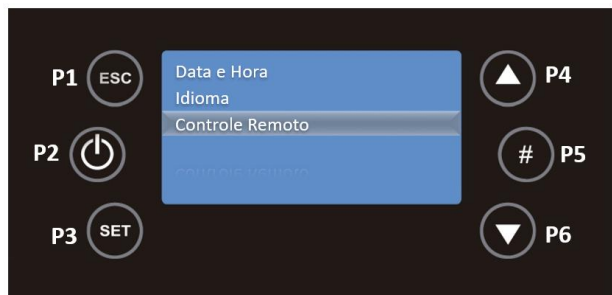 P1 ESC
Data e Hora
Idioma
Controle Remoto
P4
P2
# P5
P3 SET
P6